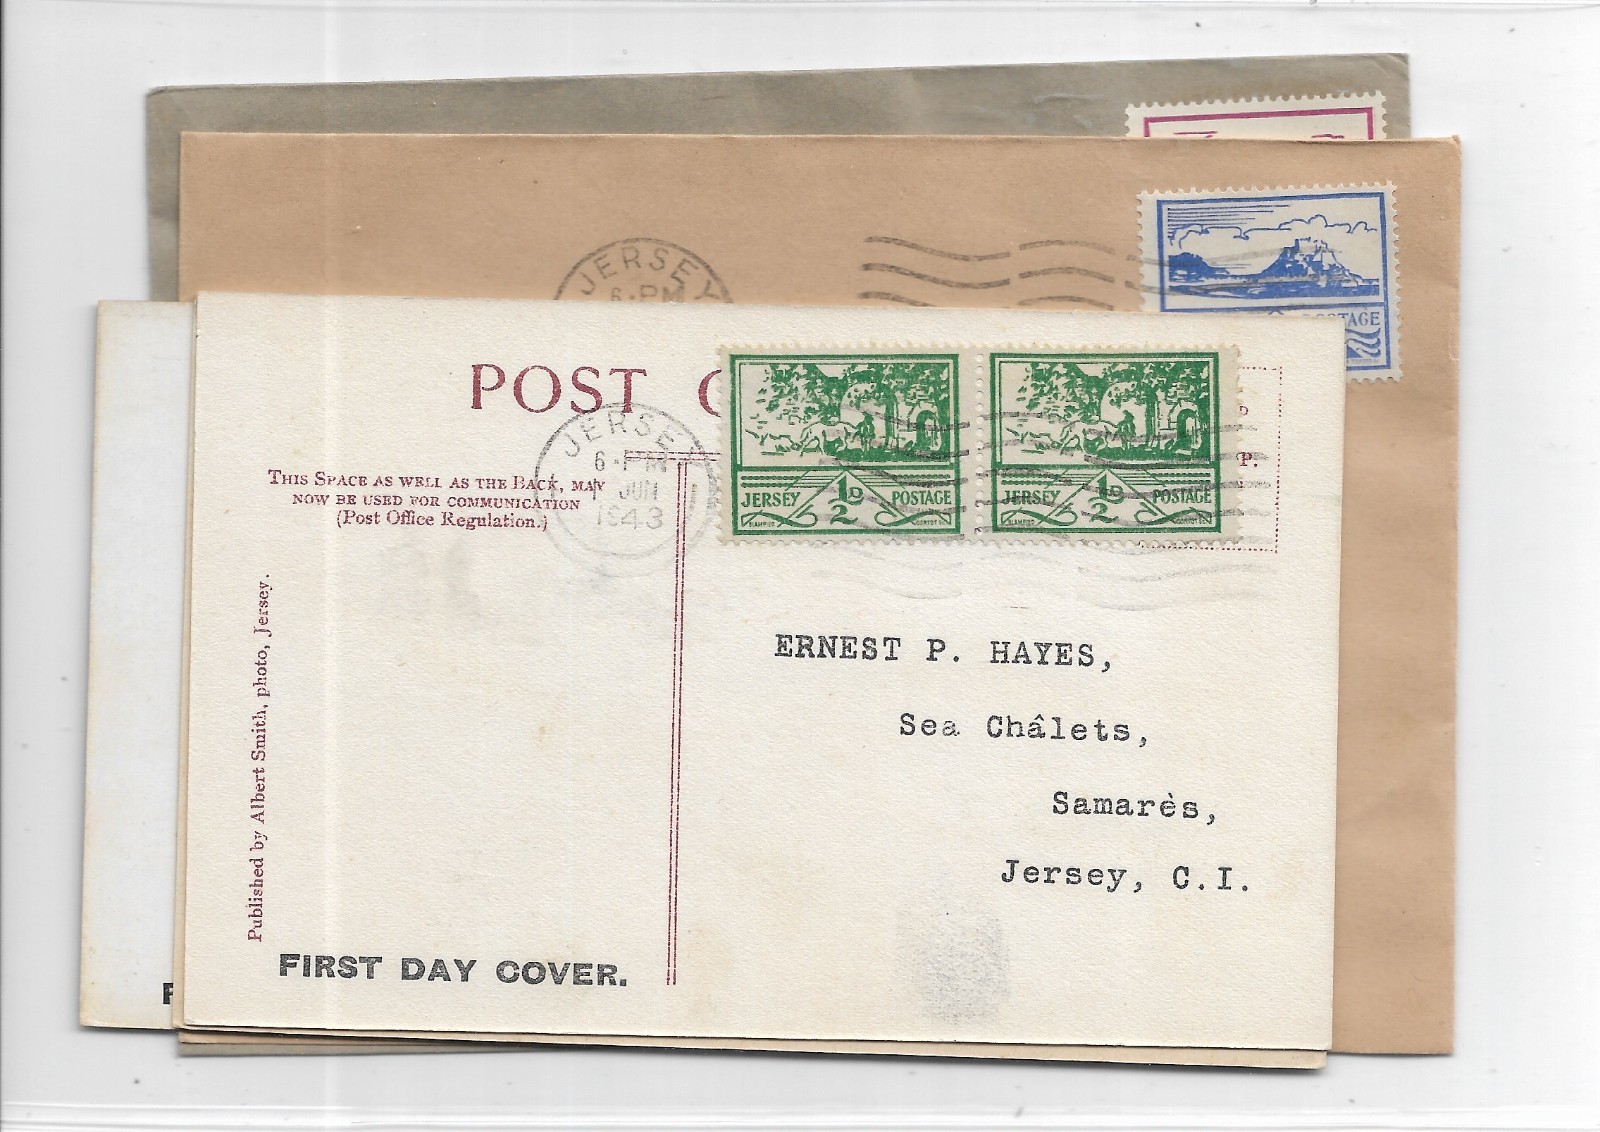 JERSEY
6·PM
POSTAGE
POST
JERSEY
6·PM
1 JUN
1943
THIS SPACE AS WELL AS THE BACK, MAY
NOW BE USED FOR COMMUNICATION
(Post Office Regulation.)
JERSEY ½D POSTAGE
JERSEY ½D POSTAGE
P.
ERNEST P. HAYES,
Sea Châlets,
Samarès,
Jersey, C.I.
Published by Albert Smith, photo, Jersey.
FIRST DAY COVER.